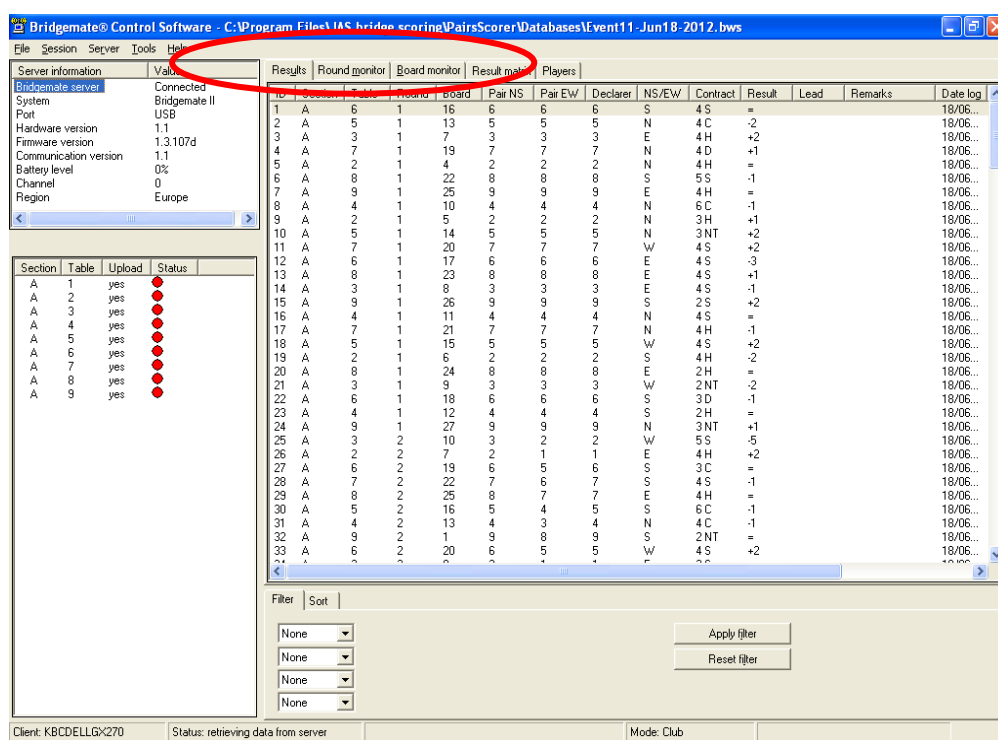 Bridgemate® Control Software - C:\Program Files\JAS bridge scoring\PairsScorer\Databases\Event11-Jun18-2012.bws
File Session Server Tools Help
Server information Value
Bridgemate server Connected
System Bridgemate II
Port USB
Hardware version 1.1
Firmware version 1.3.107d
Communication version 1.1
Battery level 0%
Channel 0
Region Europe
Section Table Upload Status
A 1 yes
A 2 yes
A 3 yes
A 4 yes
A 5 yes
A 6 yes
A 7 yes
A 8 yes
A 9 yes
Results Round monitor Board monitor Result matrix Players
ID Section Table Round Board Pair NS Pair EW Declarer NS/EW Contract Result Lead Remarks Date log
1 A 6 1 16 6 6 6 S 4 S = 18/06...
2 A 5 1 13 5 5 5 N 4 C -2 18/06...
3 A 3 1 7 3 3 3 E 4 H +2 18/06...
4 A 7 1 19 7 7 7 N 4 D +1 18/06...
5 A 2 1 4 2 2 2 N 4 H = 18/06...
6 A 8 1 22 8 8 8 S 5 S -1 18/06...
7 A 9 1 25 9 9 9 E 4 H = 18/06...
8 A 4 1 10 4 4 4 N 6 C -1 18/06...
9 A 2 1 5 2 2 2 N 3 H +1 18/06...
10 A 5 1 14 5 5 5 N 3 NT +2 18/06...
11 A 7 1 20 7 7 7 W 4 S +2 18/06...
12 A 6 1 17 6 6 6 E 4 S -3 18/06...
13 A 8 1 23 8 8 8 E 4 S +1 18/06...
14 A 3 1 8 3 3 3 E 4 S -1 18/06...
15 A 9 1 26 9 9 9 S 2 S +2 18/06...
16 A 4 1 11 4 4 4 N 4 S = 18/06...
17 A 7 1 21 7 7 7 N 4 H -1 18/06...
18 A 5 1 15 5 5 5 W 4 S +2 18/06...
19 A 2 1 6 2 2 2 S 4 H -2 18/06...
20 A 8 1 24 8 8 8 E 2 H = 18/06...
21 A 3 1 9 3 3 3 W 2 NT -2 18/06...
22 A 6 1 18 6 6 6 S 3 D -1 18/06...
23 A 4 1 12 4 4 4 S 2 H = 18/06...
24 A 9 1 27 9 9 9 N 3 NT +1 18/06...
25 A 3 2 10 3 2 2 W 5 S -5 18/06...
26 A 2 2 7 2 1 1 E 4 H +2 18/06...
27 A 6 2 19 6 5 6 S 3 C = 18/06...
28 A 7 2 22 7 6 7 S 4 S -1 18/06...
29 A 8 2 25 8 7 7 E 4 H = 18/06...
30 A 5 2 16 5 4 5 S 6 C -1 18/06...
31 A 4 2 13 4 3 4 N 4 C -1 18/06...
32 A 9 2 1 9 8 9 S 2 NT = 18/06...
33 A 6 2 20 6 5 5 W 4 S +2 18/06...
Filter Sort
None
None
None
None
Apply filter
Reset filter
Client: KBCDELLGX270 Status: retrieving data from server Mode: Club